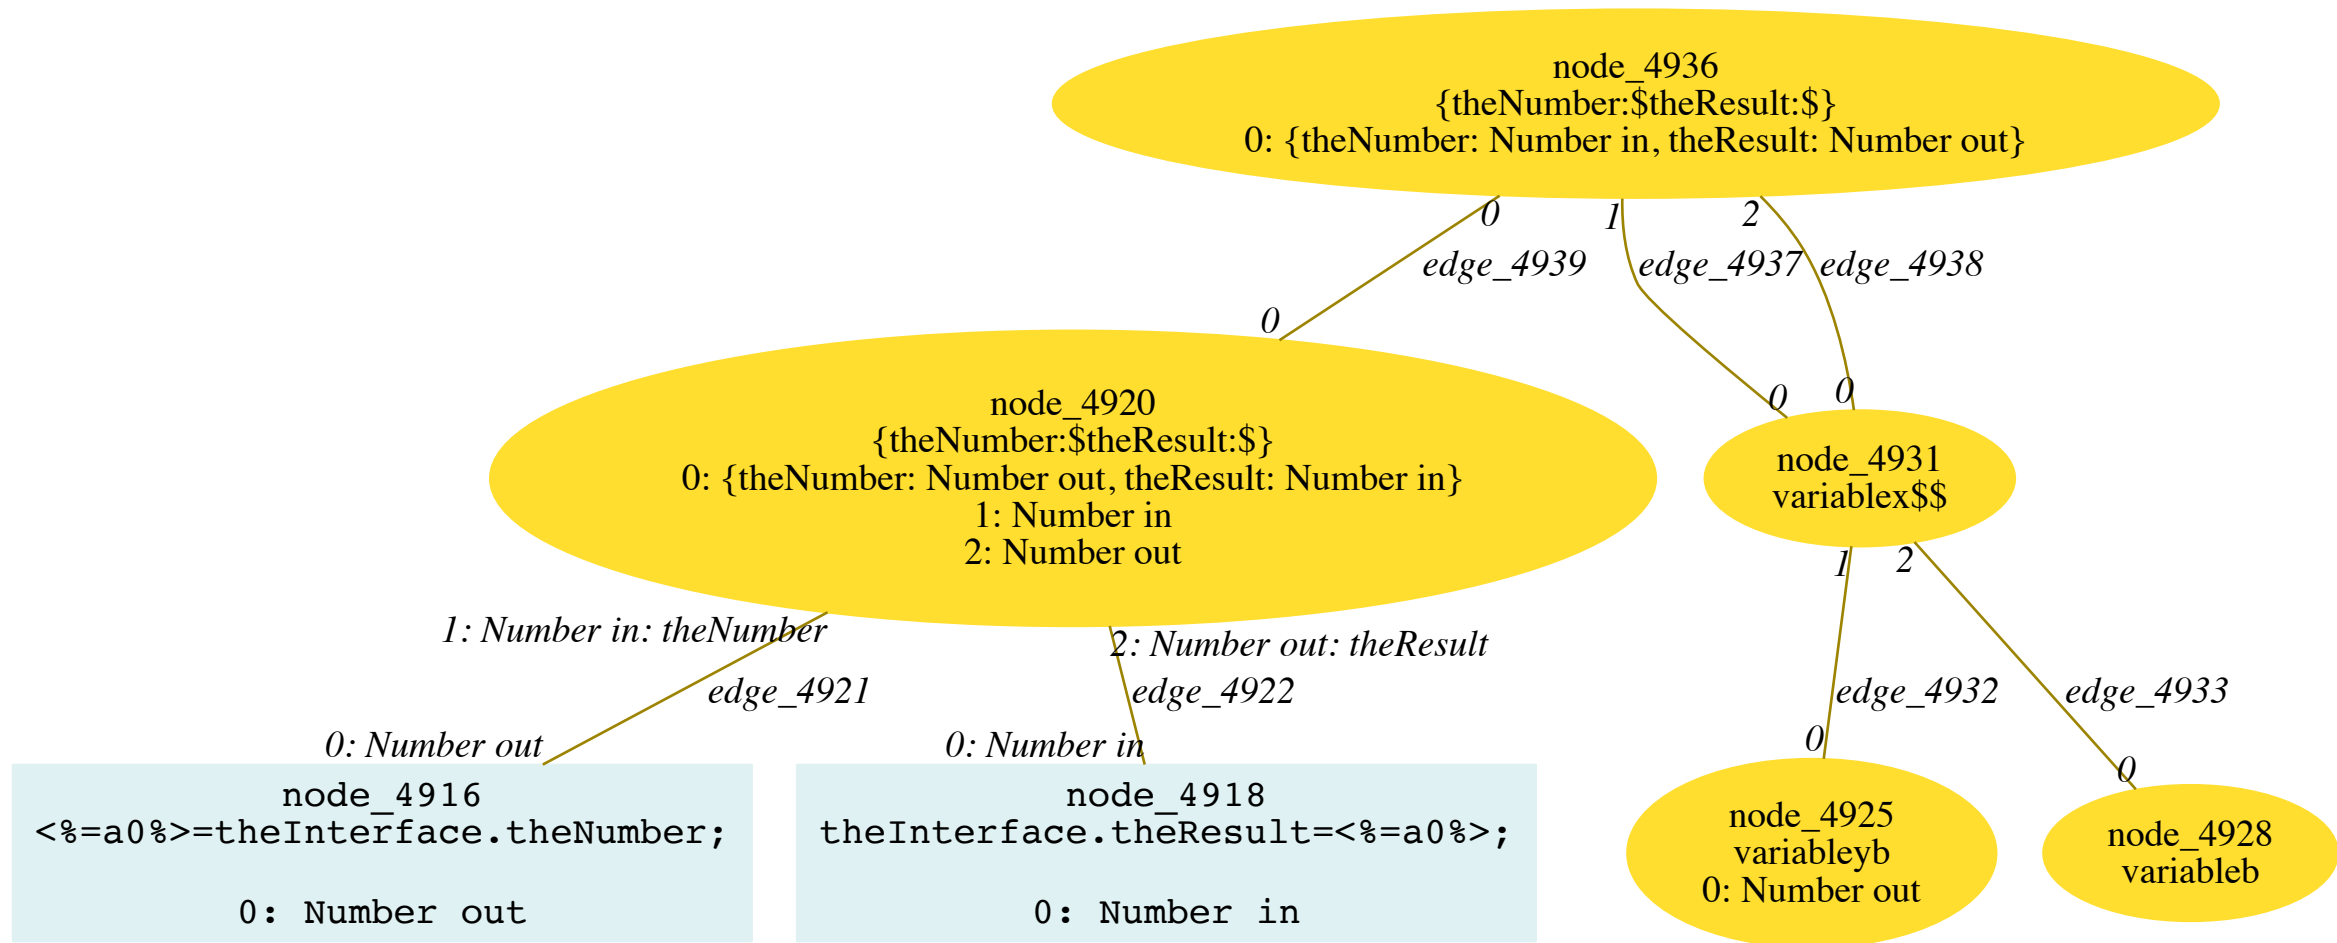 node_4936
{theNumber:$theResult:$}
0: {theNumber: Number in, theResult: Number out}
0
1
2
edge_4939
edge_4937
edge_4938
0
0
0
node_4920
{theNumber:$theResult:$}
0: {theNumber: Number out, theResult: Number in}
1: Number in
2: Number out
node_4931
variablex$$
1: Number in: theNumber
2: Number out: theResult
1
2
edge_4921
edge_4922
edge_4932
edge_4933
0: Number out
0: Number in
0
0
node_4916
<%=a0%>=theInterface.theNumber;
0: Number out
node_4918
theInterface.theResult=<%=a0%>;
0: Number in
node_4925
variableyb
0: Number out
node_4928
variableb